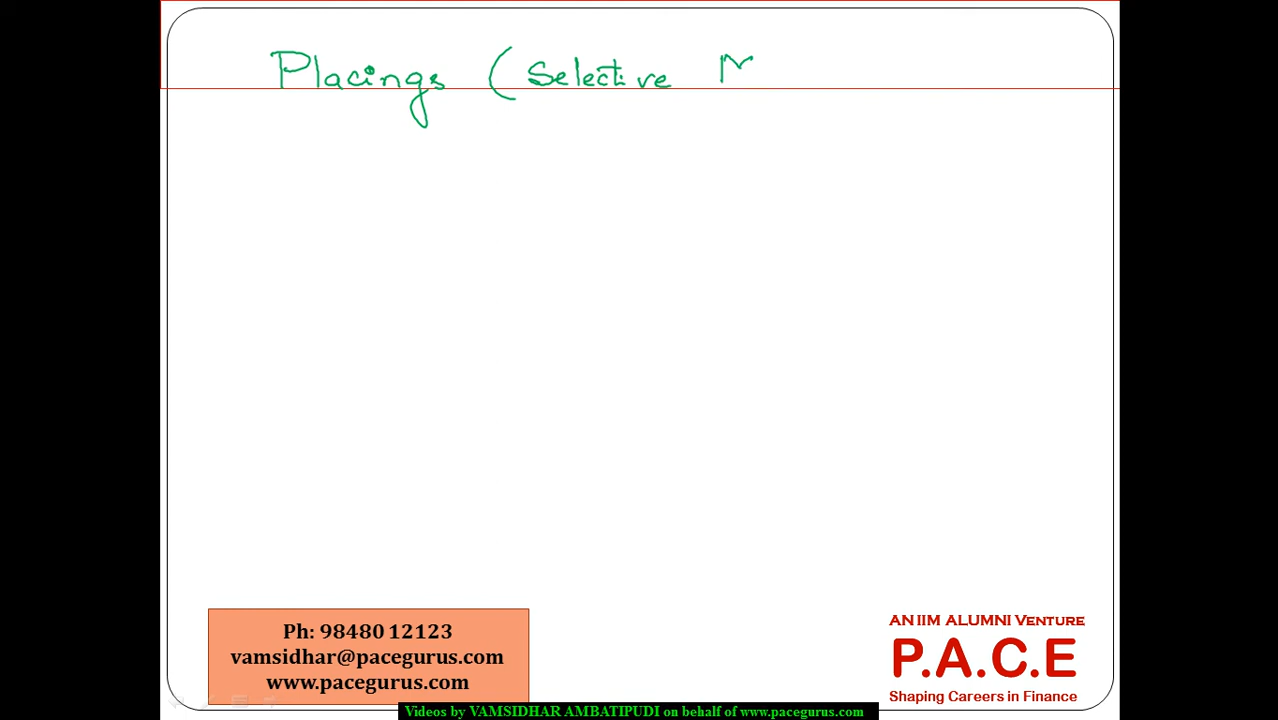 Placings (Selective M
Ph: 98480 12123
vamsidhar@pacegurus.com
www.pacegurus.com
AN IIM ALUMNI VENTURE
P.A.C.E
Shaping Careers in Finance
Videos by VAMSIDHAR AMBATIPUDI on behalf of www.pacegurus.com